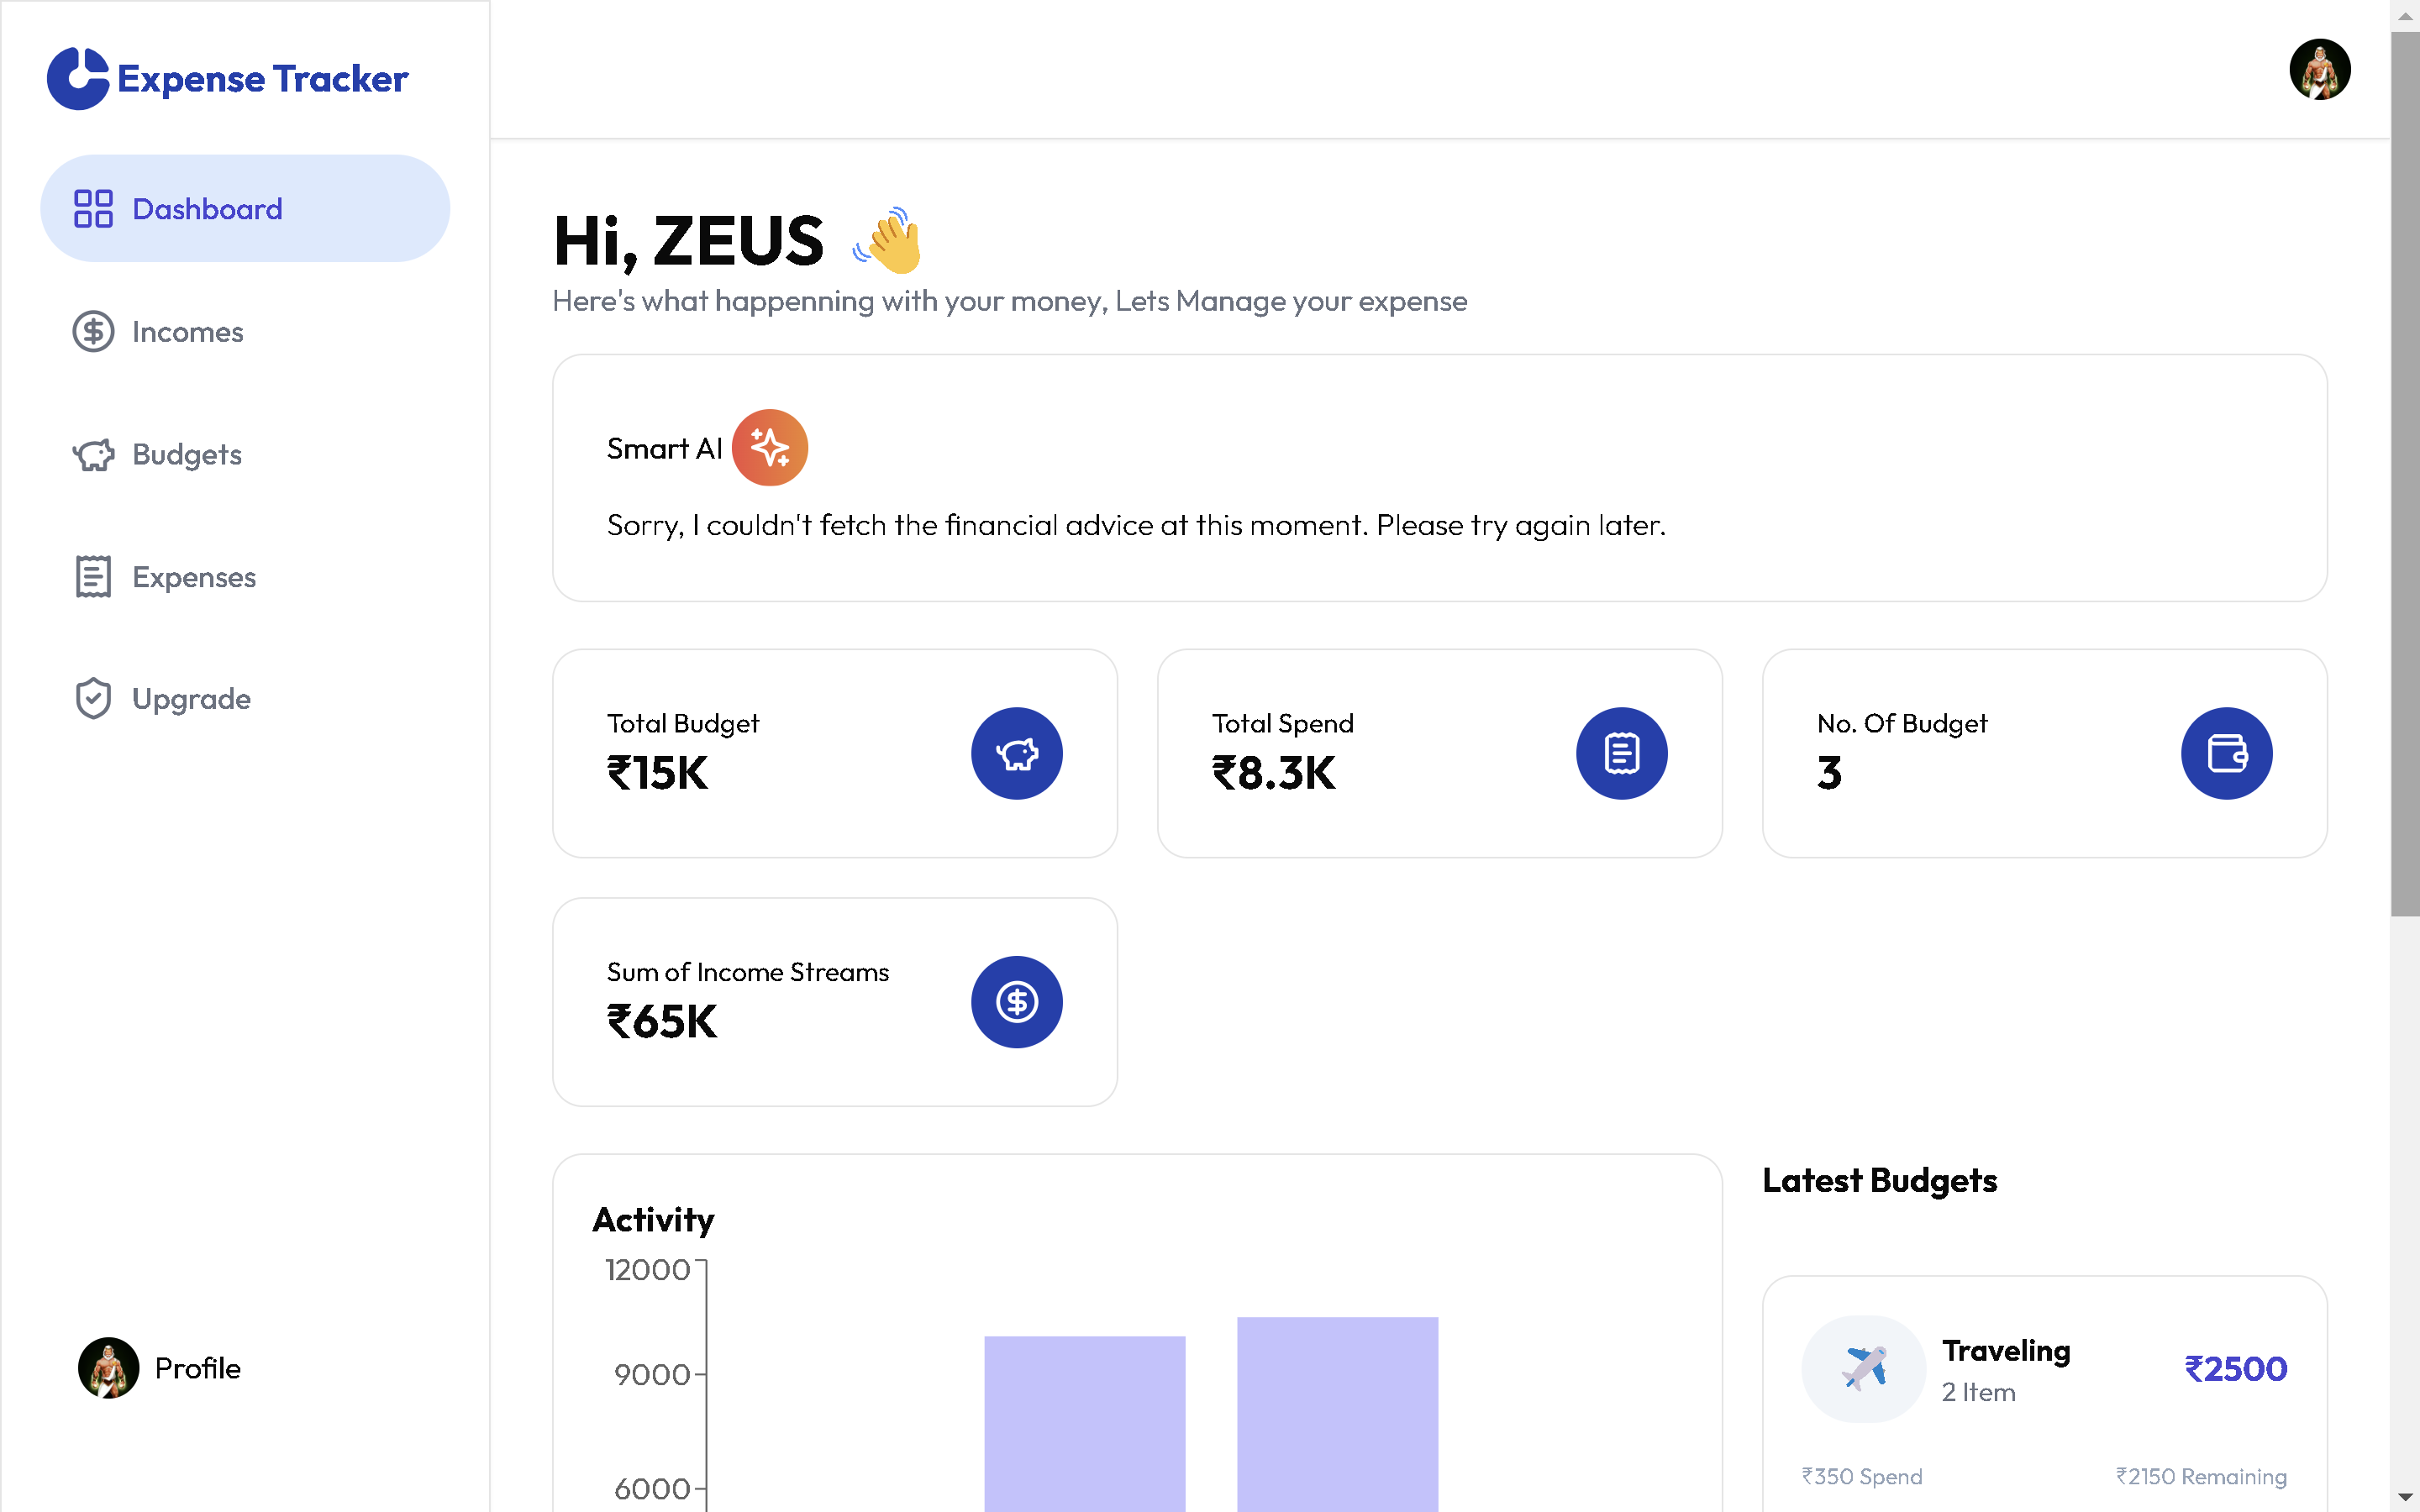 Expense Tracker
Dashboard
Incomes
Budgets
Expenses
Upgrade
Profile
Hi, ZEUS 👋
Here's what happenning with your money, Lets Manage your expense
Smart AI
Sorry, I couldn't fetch the financial advice at this moment. Please try again later.
Total Budget
₹15K
Total Spend
₹8.3K
No. Of Budget
3
Sum of Income Streams
₹65K
Activity
12000
9000
6000
Latest Budgets
Traveling
2 Item
₹2500
₹350 Spend
₹2150 Remaining